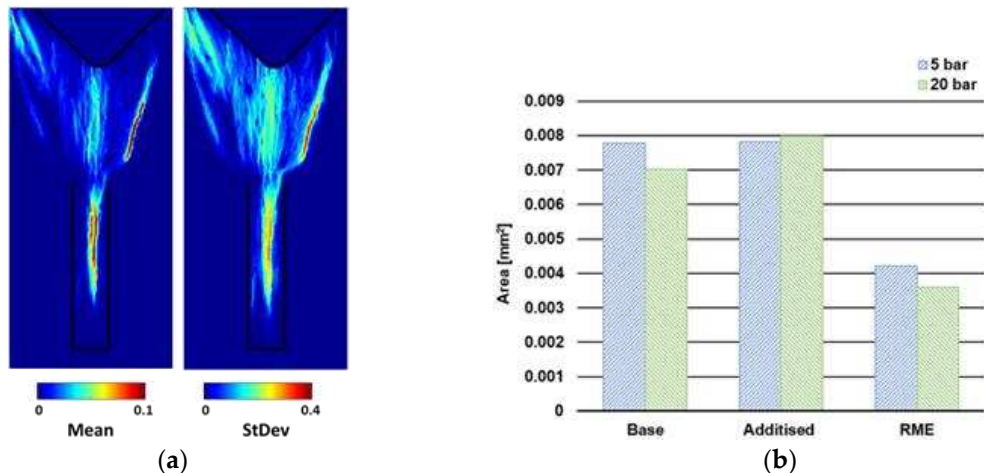 0 0.1
Mean
0 0.4
StDev
(a)
5 bar
20 bar
Area [mm²]
0.009
0.008
0.007
0.006
0.005
0.004
0.003
0.002
0.001
0
Base Additised RME
(b)